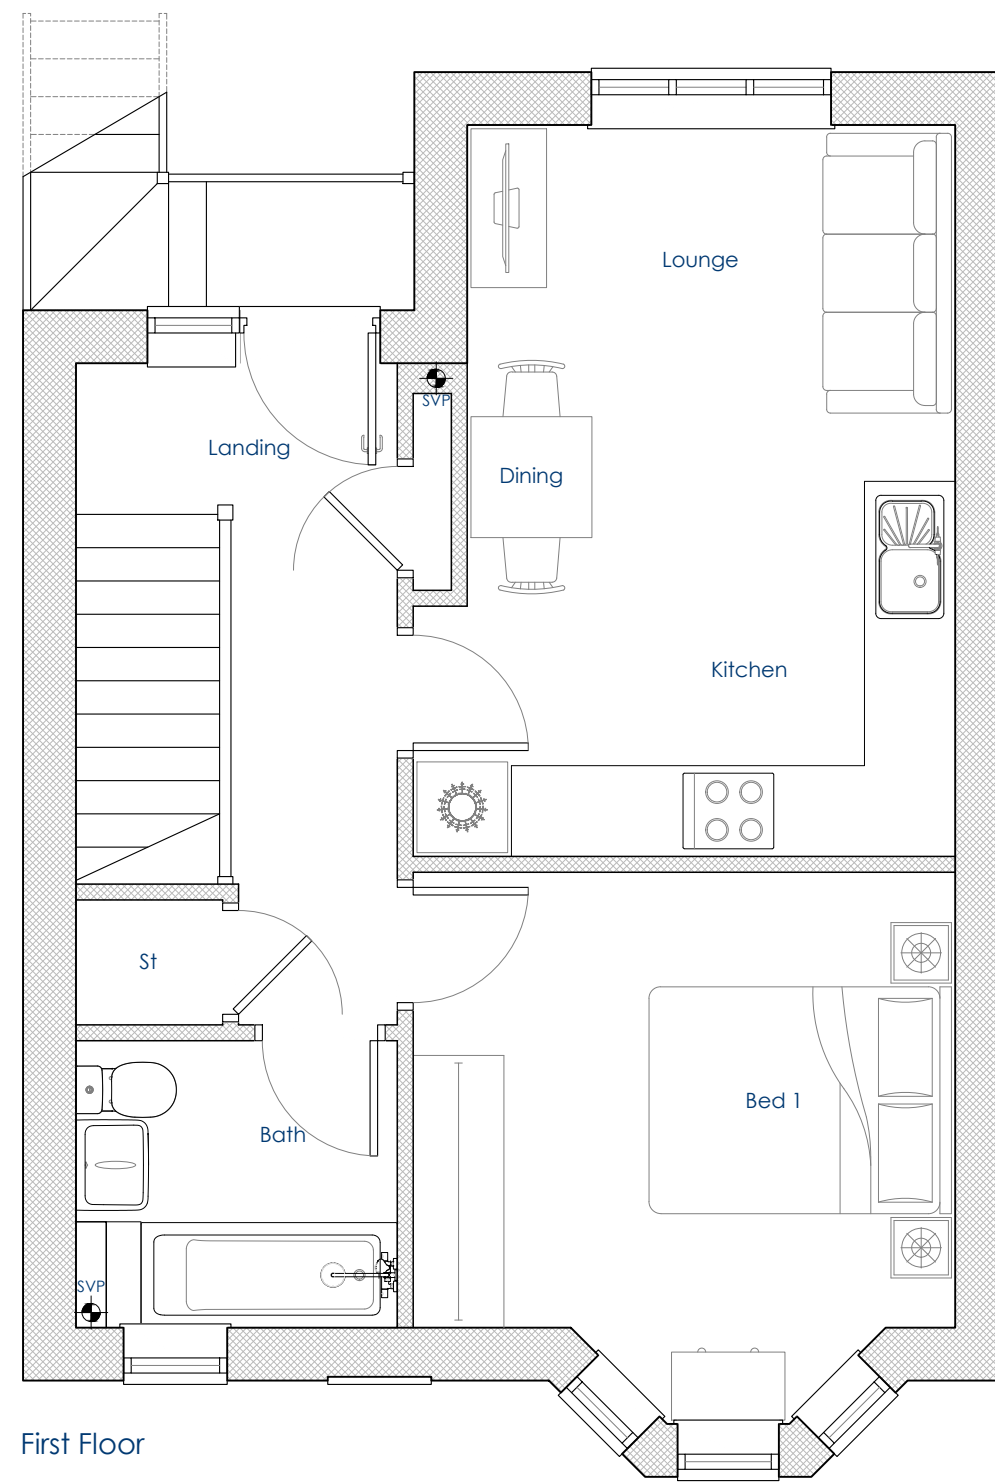 Lounge
SVP
Landing
Dining
Kitchen
St
Bed 1
Bath
SVP
First Floor